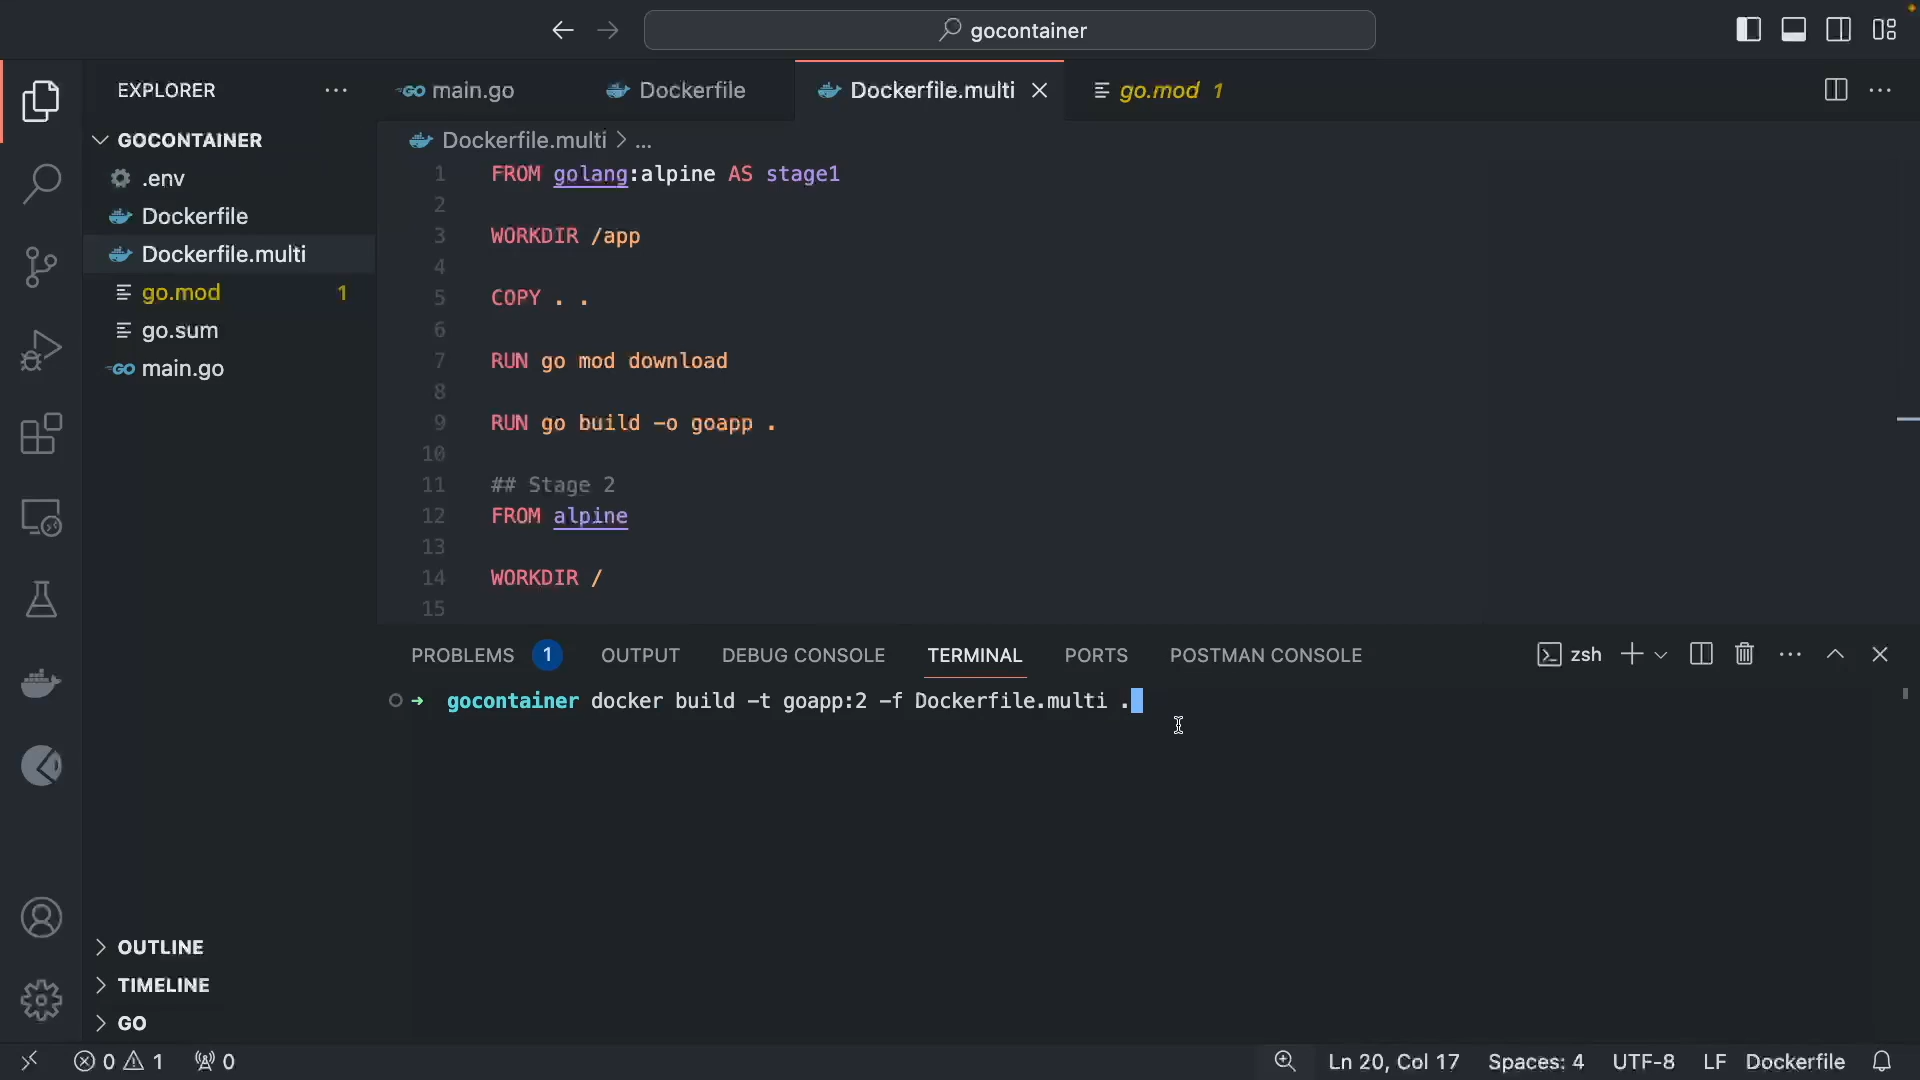 gocontainer
EXPLORER
main.go
Dockerfile
Dockerfile.multi
go.mod 1
GOCONTAINER
.env
Dockerfile
Dockerfile.multi
go.mod 1
go.sum
main.go
Dockerfile.multi > ...
1 FROM golang:alpine AS stage1
2
3 WORKDIR /app
4
5 COPY . .
6
7 RUN go mod download
8
9 RUN go build -o goapp .
10
11 ## Stage 2
12 FROM alpine
13
14 WORKDIR /
15
PROBLEMS 1 OUTPUT DEBUG CONSOLE TERMINAL PORTS POSTMAN CONSOLE
zsh
gocontainer docker build -t goapp:2 -f Dockerfile.multi .
OUTLINE
TIMELINE
GO
0 1 0
Ln 20, Col 17 Spaces: 4 UTF-8 LF Dockerfile